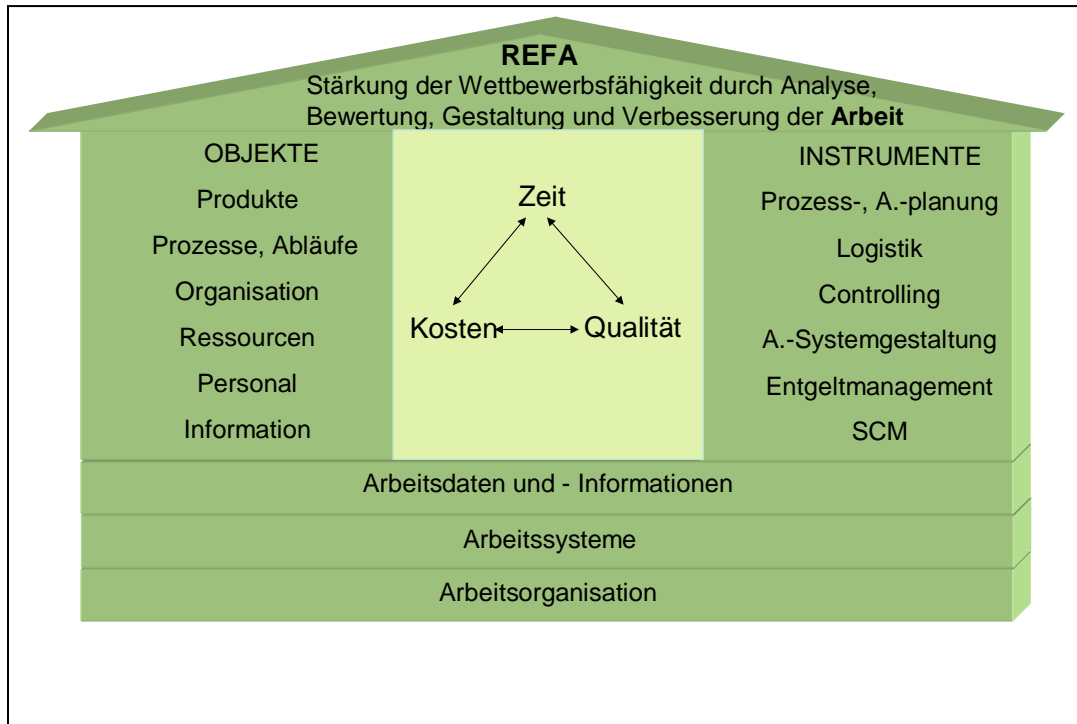 REFA
Stärkung der Wettbewerbsfähigkeit durch Analyse,
Bewertung, Gestaltung und Verbesserung der Arbeit
OBJEKTE
Produkte
Prozesse, Abläufe
Organisation
Ressourcen
Personal
Information
Zeit
Kosten
Qualität
INSTRUMENTE
Prozess-, A.-planung
Logistik
Controlling
A.-Systemgestaltung
Entgeltmanagement
SCM
Arbeitsdaten und - Informationen
Arbeitssysteme
Arbeitsorganisation